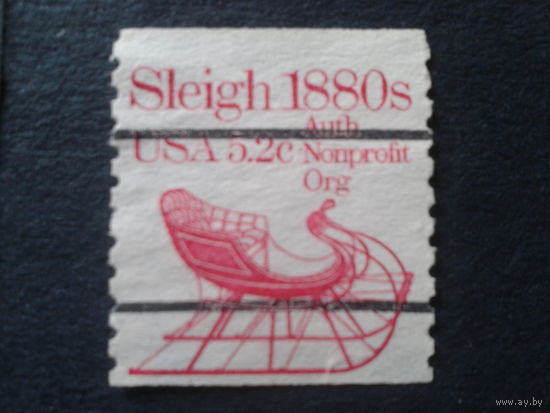 Sleigh 1880s
USA 5.2c
Auth
Nonprofit
Org
www.ay.by